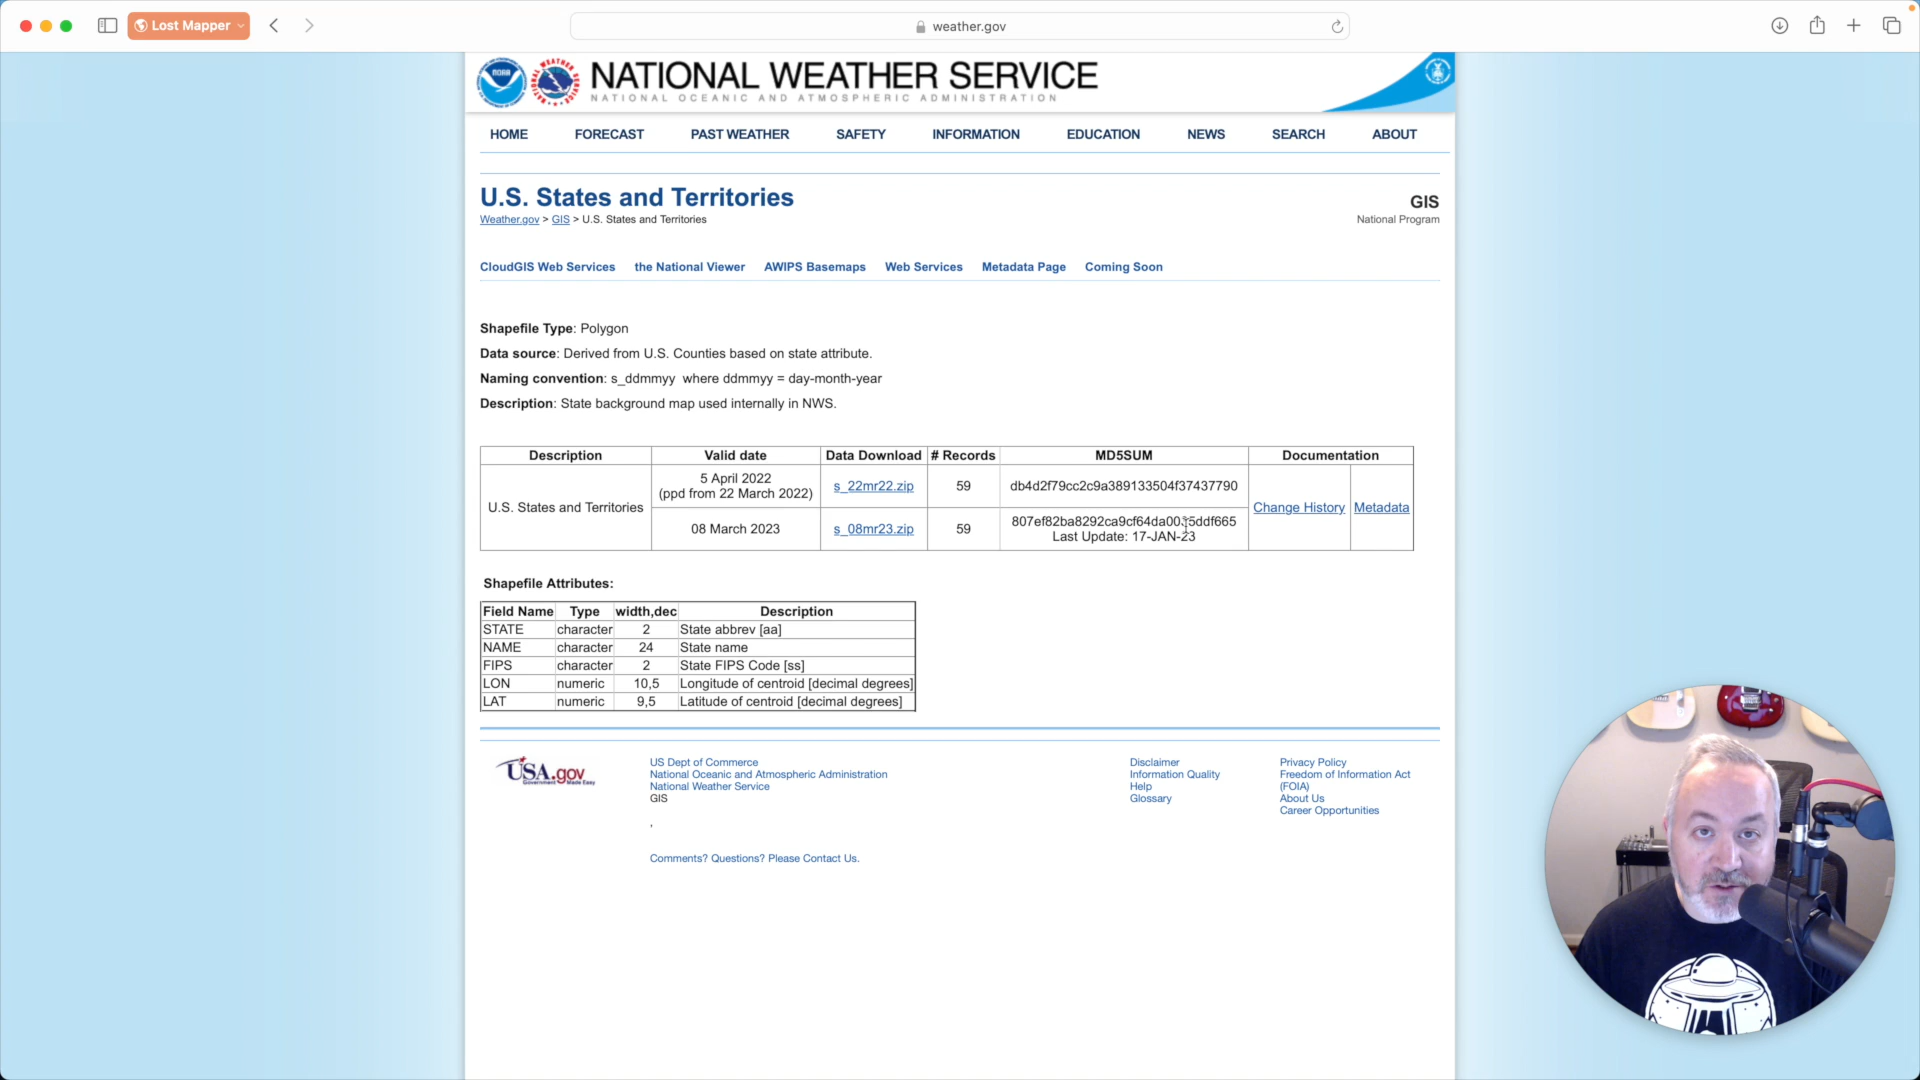 Lost Mapper
weather.gov
NOAA
NATIONAL WEATHER SERVICE
NATIONAL OCEANIC AND ATMOSPHERIC ADMINISTRATION
HOME FORECAST PAST WEATHER SAFETY INFORMATION EDUCATION NEWS SEARCH ABOUT
U.S. States and Territories
GIS
Weather.gov > GIS > U.S. States and Territories
National Program
CloudGIS Web Services the National Viewer AWIPS Basemaps Web Services Metadata Page Coming Soon
Shapefile Type: Polygon
Data source: Derived from U.S. Counties based on state attribute.
Naming convention: s_ddmmyy where ddmmyy = day-month-year
Description: State background map used internally in NWS.
Description Valid date Data Download # Records MD5SUM Documentation
U.S. States and Territories
5 April 2022
(ppd from 22 March 2022)
s_22mr22.zip 59 db4d2f79cc2c9a389133504f37437790
Change History Metadata
08 March 2023 s_08mr23.zip 59
807ef82ba8292ca9cf64da0035ddf665
Last Update: 17-JAN-23
Shapefile Attributes:
Field Name Type width,dec Description
STATE character 2 State abbrev [aa]
NAME character 24 State name
FIPS character 2 State FIPS Code [ss]
LON numeric 10,5 Longitude of centroid [decimal degrees]
LAT numeric 9,5 Latitude of centroid [decimal degrees]
USA.gov
Government Made Easy
US Dept of Commerce
National Oceanic and Atmospheric Administration
National Weather Service
GIS
,
Comments? Questions? Please Contact Us.
Disclaimer
Information Quality
Help
Glossary
Privacy Policy
Freedom of Information Act
(FOIA)
About Us
Career Opportunities